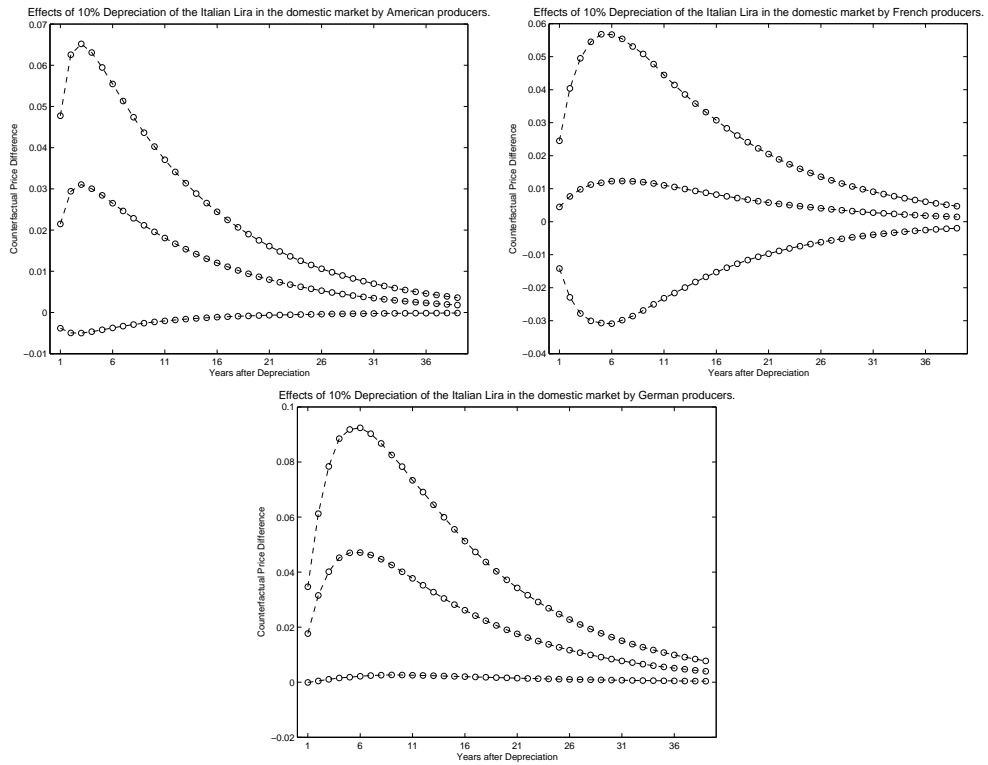 Effects of 10% Depreciation of the Italian Lira in the domestic market by American producers.
0.07
0.06
0.05
0.04
0.03
0.02
0.01
0
−0.01
Counterfactual Price Difference
1 6 11 16 21 26 31 36
Years after Depreciation
Effects of 10% Depreciation of the Italian Lira in the domestic market by French producers.
0.06
0.05
0.04
0.03
0.02
0.01
0
−0.01
−0.02
−0.03
−0.04
Counterfactual Price Difference
1 6 11 16 21 26 31 36
Years after Depreciation
Effects of 10% Depreciation of the Italian Lira in the domestic market by German producers.
0.1
0.08
0.06
0.04
0.02
0
−0.02
Counterfactual Price Difference
1 6 11 16 21 26 31 36
Years after Depreciation